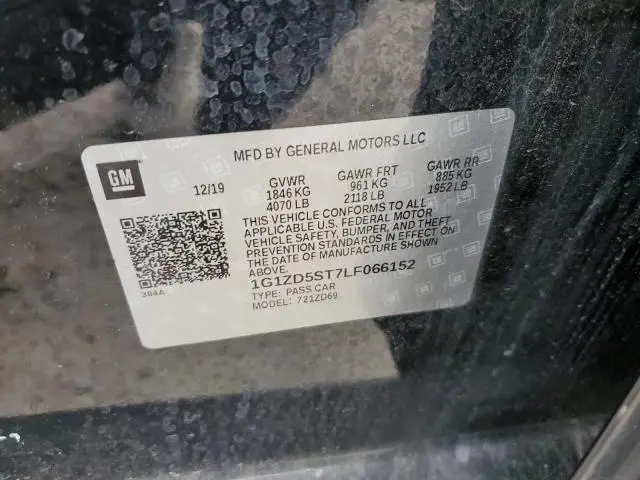 MFD BY GENERAL MOTORS LLC
GM
12/19 GVWR GAWR FRT GAWR RR
1846 KG 961 KG 885 KG
4070 LB 2118 LB 1952 LB
THIS VEHICLE CONFORMS TO ALL
APPLICABLE U.S. FEDERAL MOTOR
VEHICLE SAFETY, BUMPER, AND THEFT
PREVENTION STANDARDS IN EFFECT ON
THE DATE OF MANUFACTURE SHOWN
ABOVE.
384A
1G1ZD5ST7LF066152
TYPE: PASS CAR
MODEL: 721ZD69